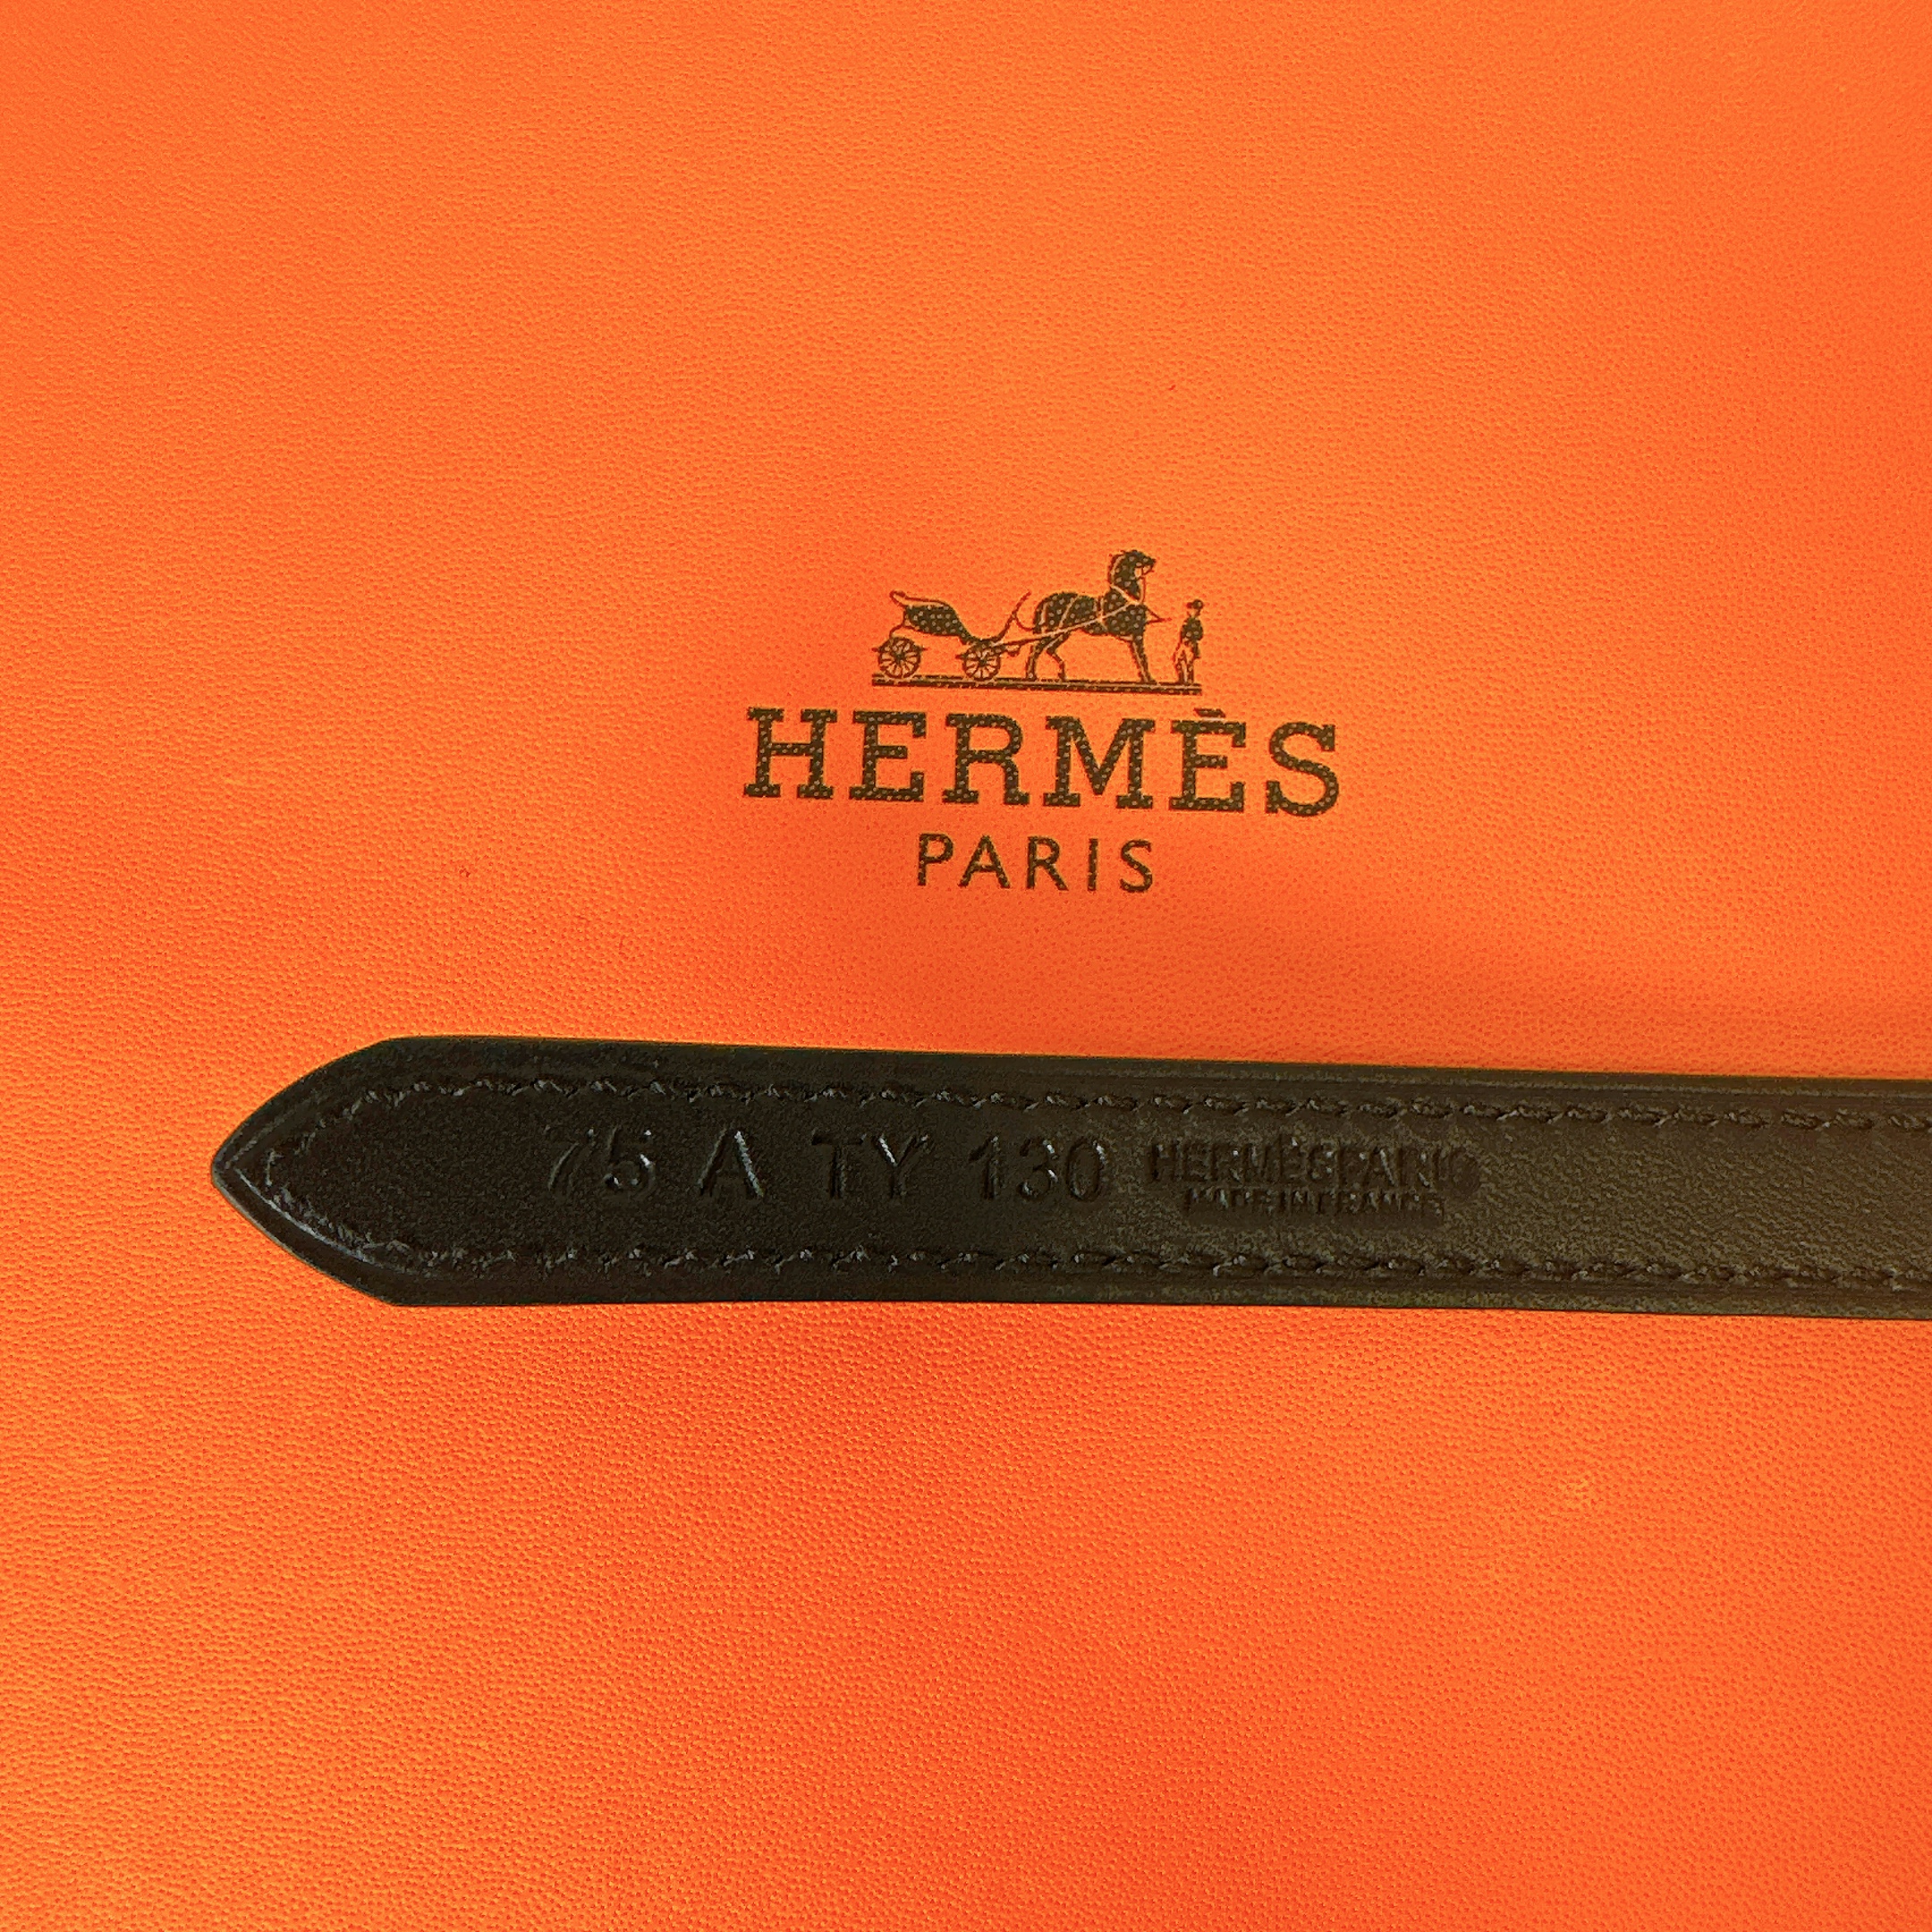 HERMÈS
PARIS
75 A TY 130 HERMÈS PARIS
MADE IN FRANCE